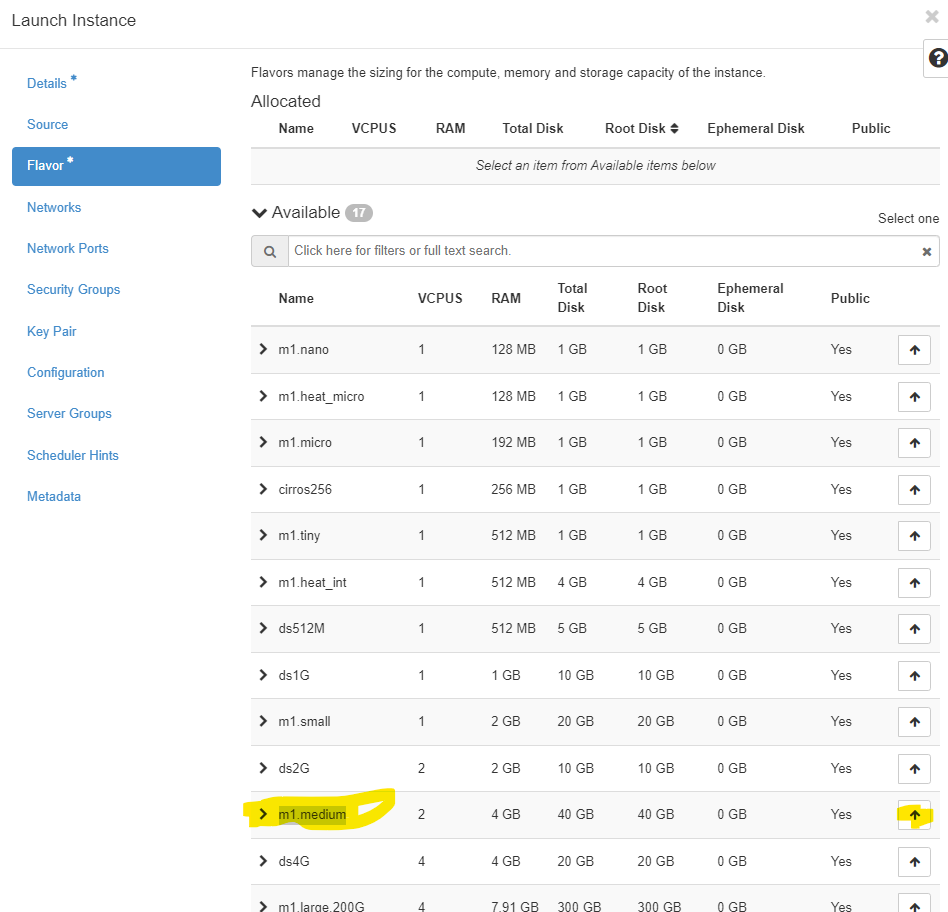 Launch Instance
Details *
Source
Flavor *
Networks
Network Ports
Security Groups
Key Pair
Configuration
Server Groups
Scheduler Hints
Metadata
Flavors manage the sizing for the compute, memory and storage capacity of the instance.
Allocated
Name VCPUS RAM Total Disk Root Disk Ephemeral Disk Public
Select an item from Available items below
Available 17
Select one
Click here for filters or full text search.
Name VCPUS RAM Total Disk Root Disk Ephemeral Disk Public
m1.nano 1 128 MB 1 GB 1 GB 0 GB Yes
m1.heat_micro 1 128 MB 1 GB 1 GB 0 GB Yes
m1.micro 1 192 MB 1 GB 1 GB 0 GB Yes
cirros256 1 256 MB 1 GB 1 GB 0 GB Yes
m1.tiny 1 512 MB 1 GB 1 GB 0 GB Yes
m1.heat_int 1 512 MB 4 GB 4 GB 0 GB Yes
ds512M 1 512 MB 5 GB 5 GB 0 GB Yes
ds1G 1 1 GB 10 GB 10 GB 0 GB Yes
m1.small 1 2 GB 20 GB 20 GB 0 GB Yes
ds2G 2 2 GB 10 GB 10 GB 0 GB Yes
m1.medium 2 4 GB 40 GB 40 GB 0 GB Yes
ds4G 4 4 GB 20 GB 20 GB 0 GB Yes
m1.large.200G 4 7.91 GB 300 GB 300 GB 0 GB Yes